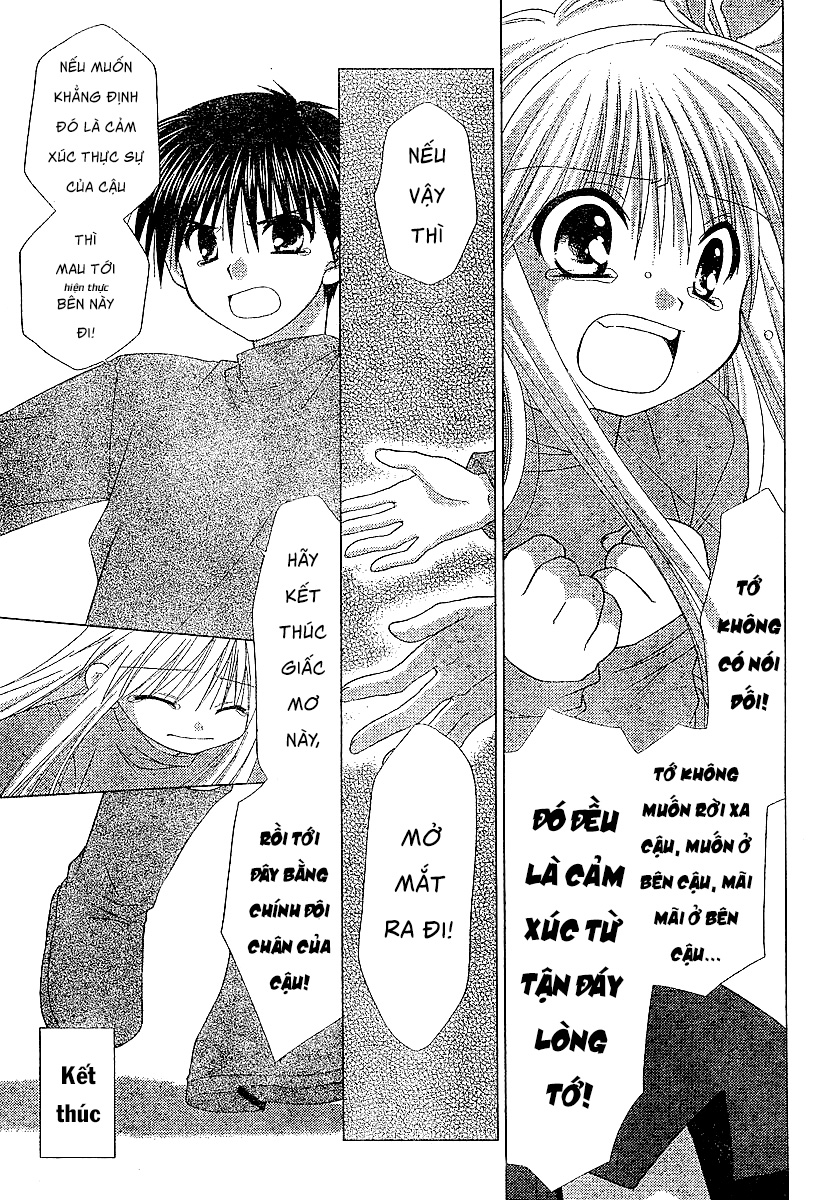 TỚ
KHÔNG
CÓ NÓI
DỐI!
TỚ KHÔNG
MUỐN RỜI XA
CẬU, MUỐN Ở
BÊN CẬU, MÃI
MÃI Ở BÊN
CẬU...
ĐÓ ĐỀU
LÀ CẢM
XÚC TỪ
TẬN ĐÁY
LÒNG
TỚ!
NẾU
VẬY THÌ
MỞ
MẮT
RA ĐI!
NẾU MUỐN
KHẲNG ĐỊNH
ĐÓ LÀ CẢM
XÚC THỰC SỰ
CỦA CẬU
THÌ
MAU TỚI
hiện thực
BÊN NÀY
ĐI!
HÃY
KẾT
THÚC
GIẤC
MƠ
NÀY,
RỒI TỚI
ĐÂY BẰNG
CHÍNH ĐÔI
CHÂN CỦA
CẬU!
Kết
thúc